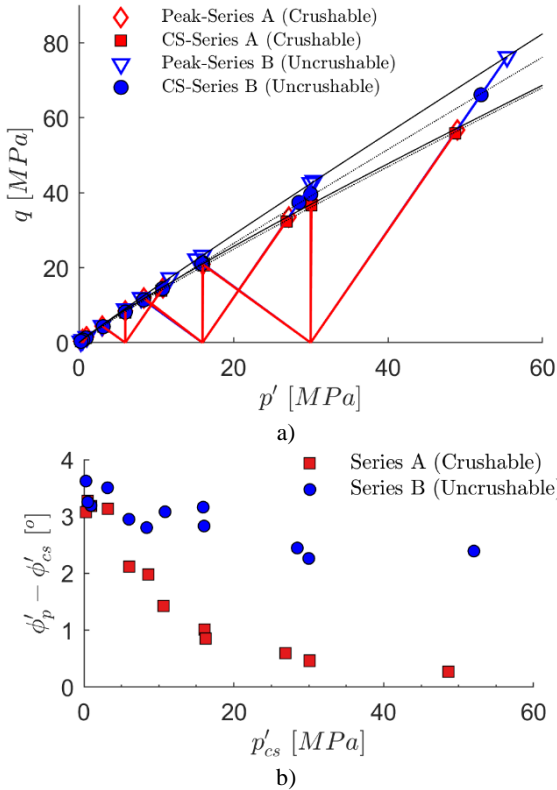 80
60
40
20
0
q [MPa]
Peak-Series A (Crushable)
CS-Series A (Crushable)
Peak-Series B (Uncrushable)
CS-Series B (Uncrushable)
0 20 40 60
p′ [MPa]
a)
4
3
2
1
0
ϕ′p − ϕ′cs [o]
Series A (Crushable)
Series B (Uncrushable)
0 20 40 60
p′cs [MPa]
b)